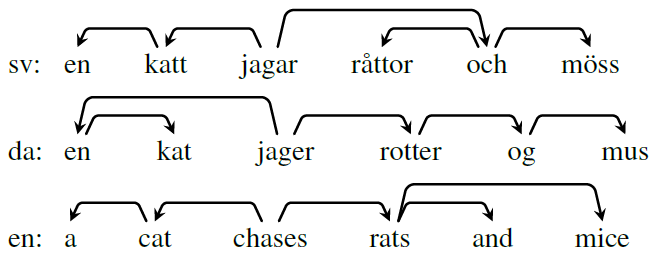 sv: en katt jagar råttor och möss
da: en kat jager rotter og mus
en: a cat chases rats and mice